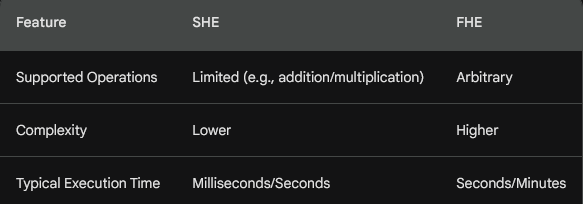 Feature SHE FHE
Supported Operations Limited (e.g., addition/multiplication) Arbitrary
Complexity Lower Higher
Typical Execution Time Milliseconds/Seconds Seconds/Minutes